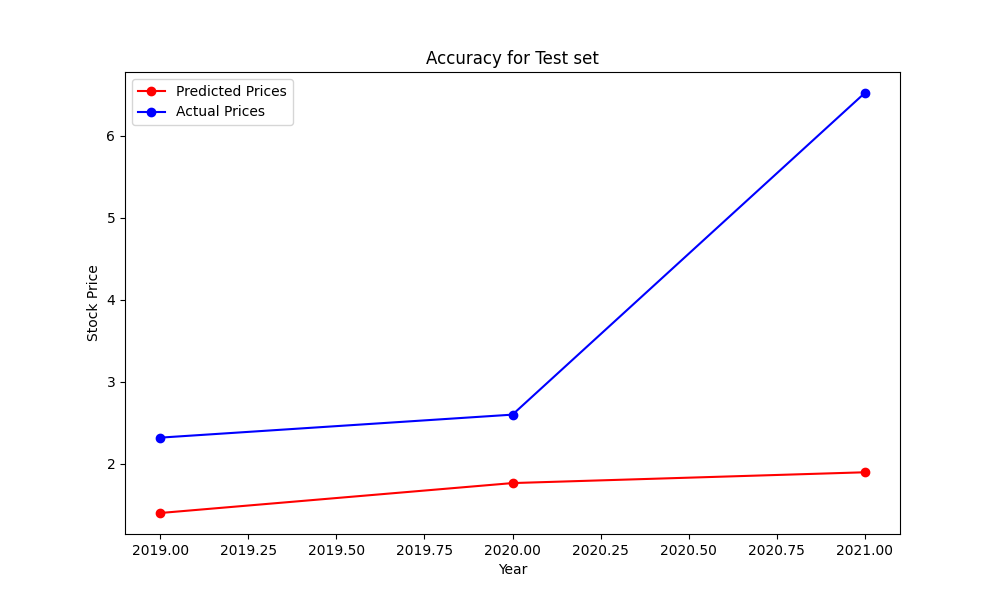 Accuracy for Test set
Predicted Prices
Actual Prices
6
5
4
3
2
Stock Price
2019.00 2019.25 2019.50 2019.75 2020.00 2020.25 2020.50 2020.75 2021.00
Year